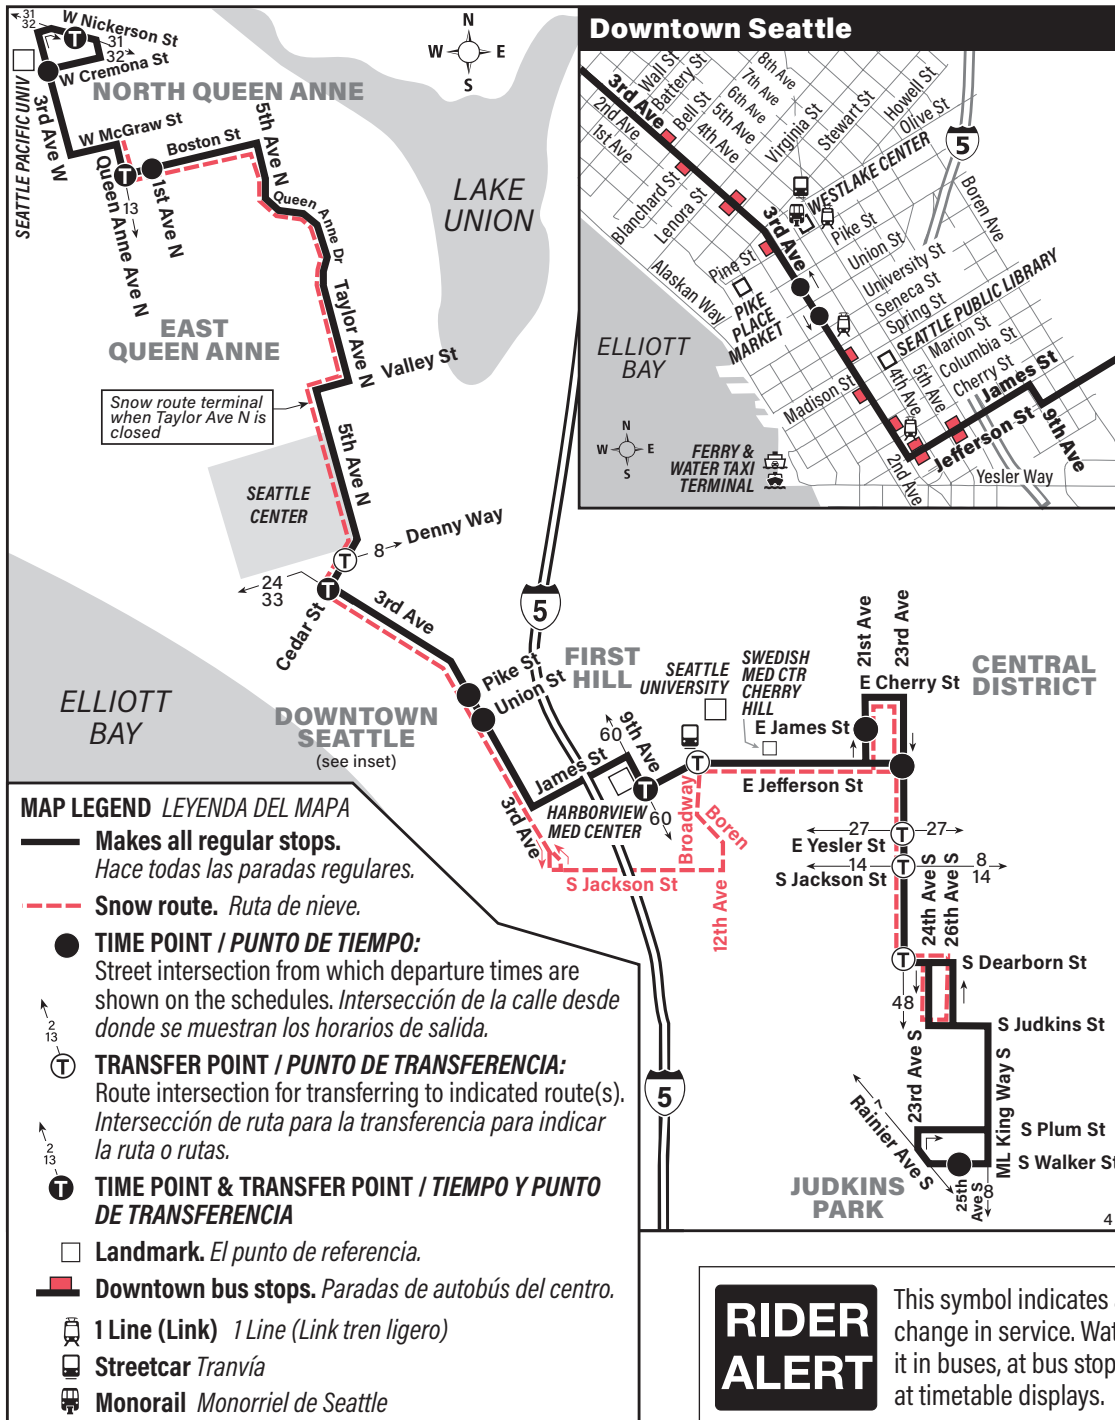 31
32
W Nickerson St
31
32
W Cremona St
SEATTLE PACIFIC UNIV
NORTH QUEEN ANNE
3rd Ave W
W McGraw St
Boston St
5th Ave N
Queen Anne Ave N
13
1st Ave N
Queen Anne Dr
N
W E
S
LAKE
UNION
EAST
QUEEN ANNE
Taylor Ave N
Valley St
Snow route terminal
when Taylor Ave N is
closed
5th Ave N
SEATTLE
CENTER
T
8
Denny Way
24
33
Cedar St
3rd Ave
ELLIOTT
BAY
DOWNTOWN
SEATTLE
(see inset)
Pike St
Union St
5
FIRST
HILL
James St
9th Ave
60
60
HARBORVIEW
MED CENTER
3rd Ave
S Jackson St
Broadway
Boren
12th Ave
SEATTLE
UNIVERSITY
SWEDISH
MED CTR
CHERRY
HILL
E James St
E Jefferson St
21st Ave
23rd Ave
E Cherry St
CENTRAL
DISTRICT
27
27
E Yesler St
14
8
14
S Jackson St
24th Ave S
26th Ave S
S Dearborn St
48
S Judkins St
23rd Ave S
7
Rainier Ave S
ML King Way S
S Plum St
S Walker St
25th
Ave S
8
JUDKINS
PARK
5
4
Downtown Seattle
3rd Ave
2nd Ave
1st Ave
Wall St
Battery St
Bell St
8th Ave
7th Ave
6th Ave
5th Ave
4th Ave
Virginia St
Stewart St
Howell St
Olive St
5
Blanchard St
Lenora St
WESTLAKE CENTER
Boren Ave
3rd Ave
Pike St
Pine St
Union St
University St
Seneca St
Spring St
Alaskan Way
PIKE
PLACE
MARKET
SEATTLE PUBLIC LIBRARY
ELLIOTT
BAY
Marion St
Columbia St
Cherry St
James St
Madison St
4th Ave
5th Ave
Jefferson St
9th Ave
2nd Ave
Yesler Way
N
W E
S
FERRY &
WATER TAXI
TERMINAL
MAP LEGEND LEYENDA DEL MAPA
Makes all regular stops.
Hace todas las paradas regulares.
Snow route. Ruta de nieve.
TIME POINT / PUNTO DE TIEMPO:
Street intersection from which departure times are
shown on the schedules. Intersección de la calle desde
donde se muestran los horarios de salida.
2
13
T
TRANSFER POINT / PUNTO DE TRANSFERENCIA:
Route intersection for transferring to indicated route(s).
Intersección de ruta para la transferencia para indicar
la ruta o rutas.
2
13
T
TIME POINT & TRANSFER POINT / TIEMPO Y PUNTO
DE TRANSFERENCIA
Landmark. El punto de referencia.
Downtown bus stops. Paradas de autobús del centro.
1 Line (Link) 1 Line (Link tren ligero)
Streetcar Tranvía
Monorail Monorriel de Seattle
RIDER
ALERT
This symbol indicates
change in service. Wat
it in buses, at bus stop
at timetable displays.